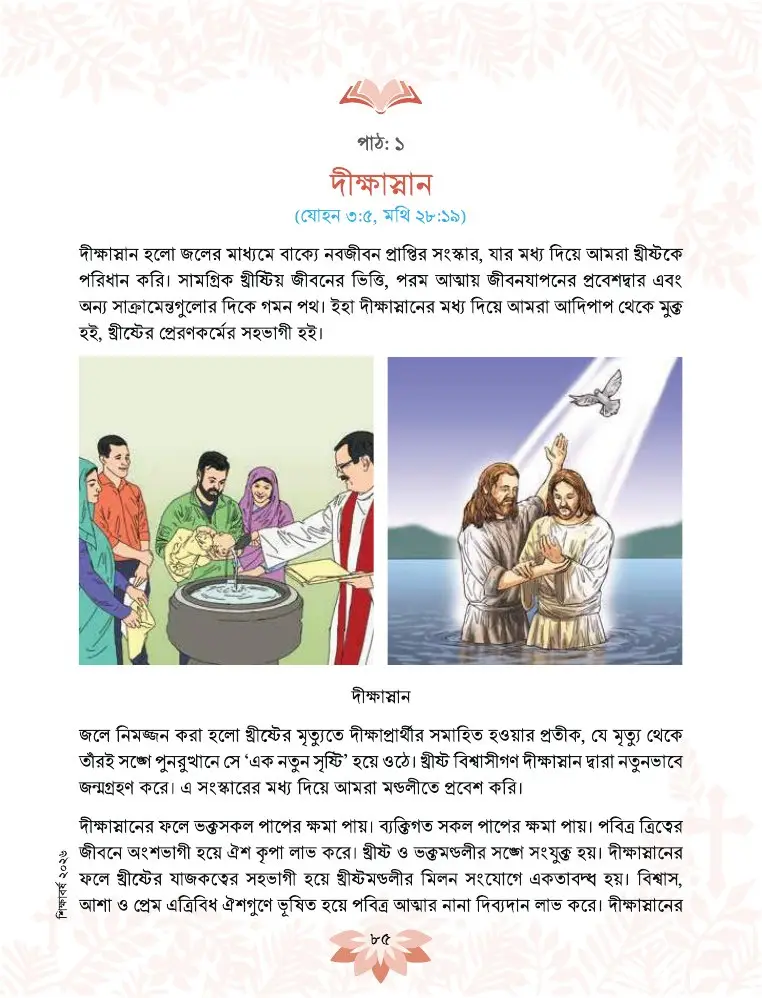 পাঠ: ১
দীক্ষাস্নান
(যোহন ৩:৫, মথি ২৮:১৯)
দীক্ষাস্নান হলো জলের মাধ্যমে বাক্যে নবজীবন প্রাপ্তির সংস্কার, যার মধ্য দিয়ে আমরা খ্রীষ্টকে
পরিধান করি। সামগ্রিক খ্রীষ্টিয় জীবনের ভিত্তি, পরম আত্মায় জীবনযাপনের প্রবেশদ্বার এবং
অন্য সাক্রামেন্তগুলোর দিকে গমন পথ। ইহা দীক্ষাস্নানের মধ্য দিয়ে আমরা আদিপাপ থেকে মুক্ত
হই, খ্রীষ্টের প্রেরণকর্মের সহভাগী হই।
দীক্ষাস্নান
জলে নিমজ্জন করা হলো খ্রীষ্টের মৃত্যুতে দীক্ষাপ্রার্থীর সমাহিত হওয়ার প্রতীক, যে মৃত্যু থেকে
তাঁরই সঙ্গে পুনরুত্থানে সে ‘এক নতুন সৃষ্টি’ হয়ে ওঠে। খ্রীষ্ট বিশ্বাসীগণ দীক্ষাস্নান দ্বারা নতুনভাবে
জন্মগ্রহণ করে। এ সংস্কারের মধ্য দিয়ে আমরা মন্ডলীতে প্রবেশ করি।
দীক্ষাস্নানের ফলে ভক্তসকল পাপের ক্ষমা পায়। ব্যক্তিগত সকল পাপের ক্ষমা পায়। পবিত্র ত্রিত্বের
জীবনে অংশভাগী হয়ে ঐশ কৃপা লাভ করে। খ্রীষ্ট ও ভক্তমন্ডলীর সঙ্গে সংযুক্ত হয়। দীক্ষাস্নানের
ফলে খ্রীষ্টের যাজকত্বের সহভাগী হয়ে খ্রীষ্টমন্ডলীর মিলন সংযোগে একতাবদ্ধ হয়। বিশ্বাস,
আশা ও প্রেম এত্রিবিধ ঐশগুণে ভূষিত হয়ে পবিত্র আত্মার নানা দিব্যদান লাভ করে। দীক্ষাস্নানের
শিক্ষাবর্ষ ২০২৬
৮৫